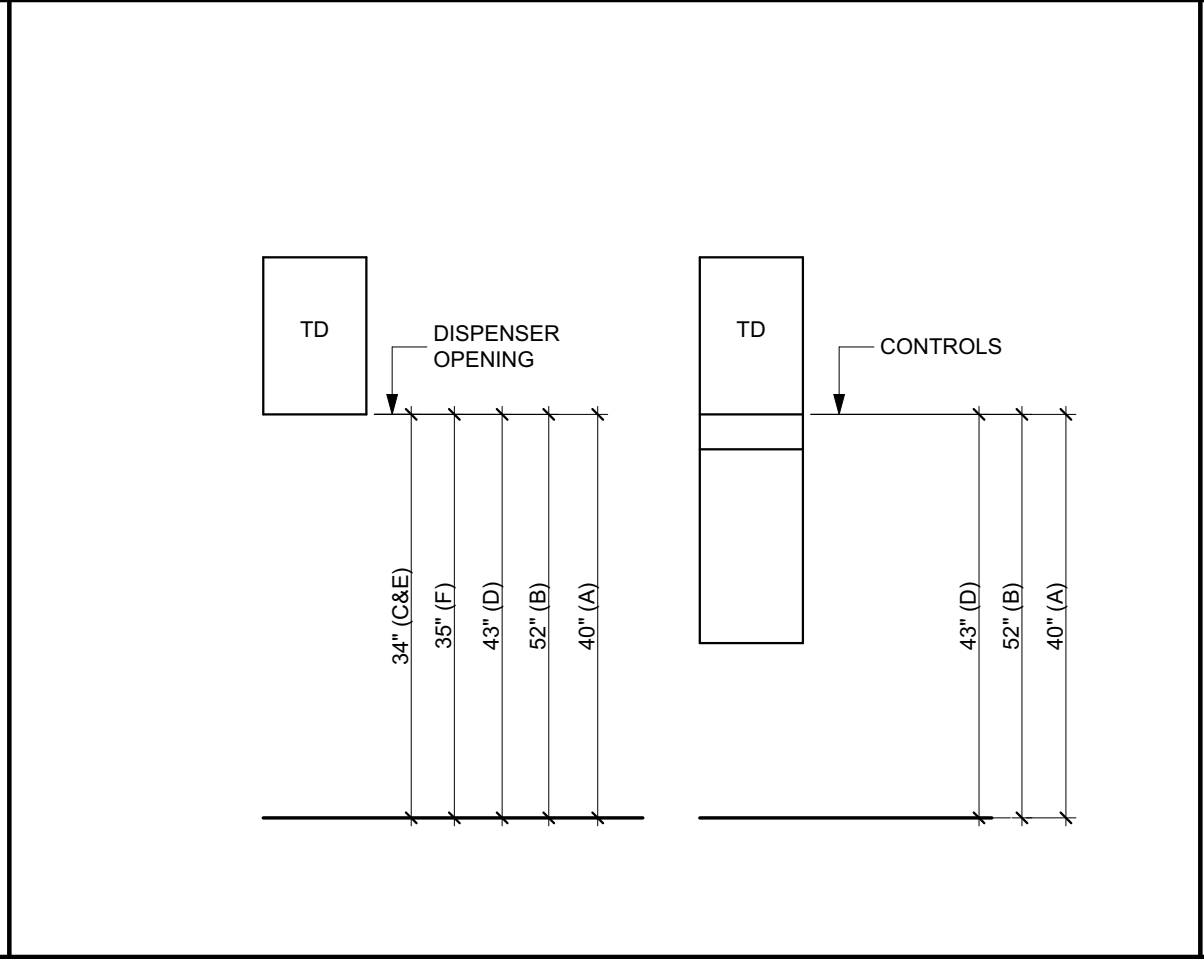 TD
DISPENSER
OPENING
34" (C&E)
35" (F)
43" (D)
52" (B)
40" (A)
TD
CONTROLS
43" (D)
52" (B)
40" (A)